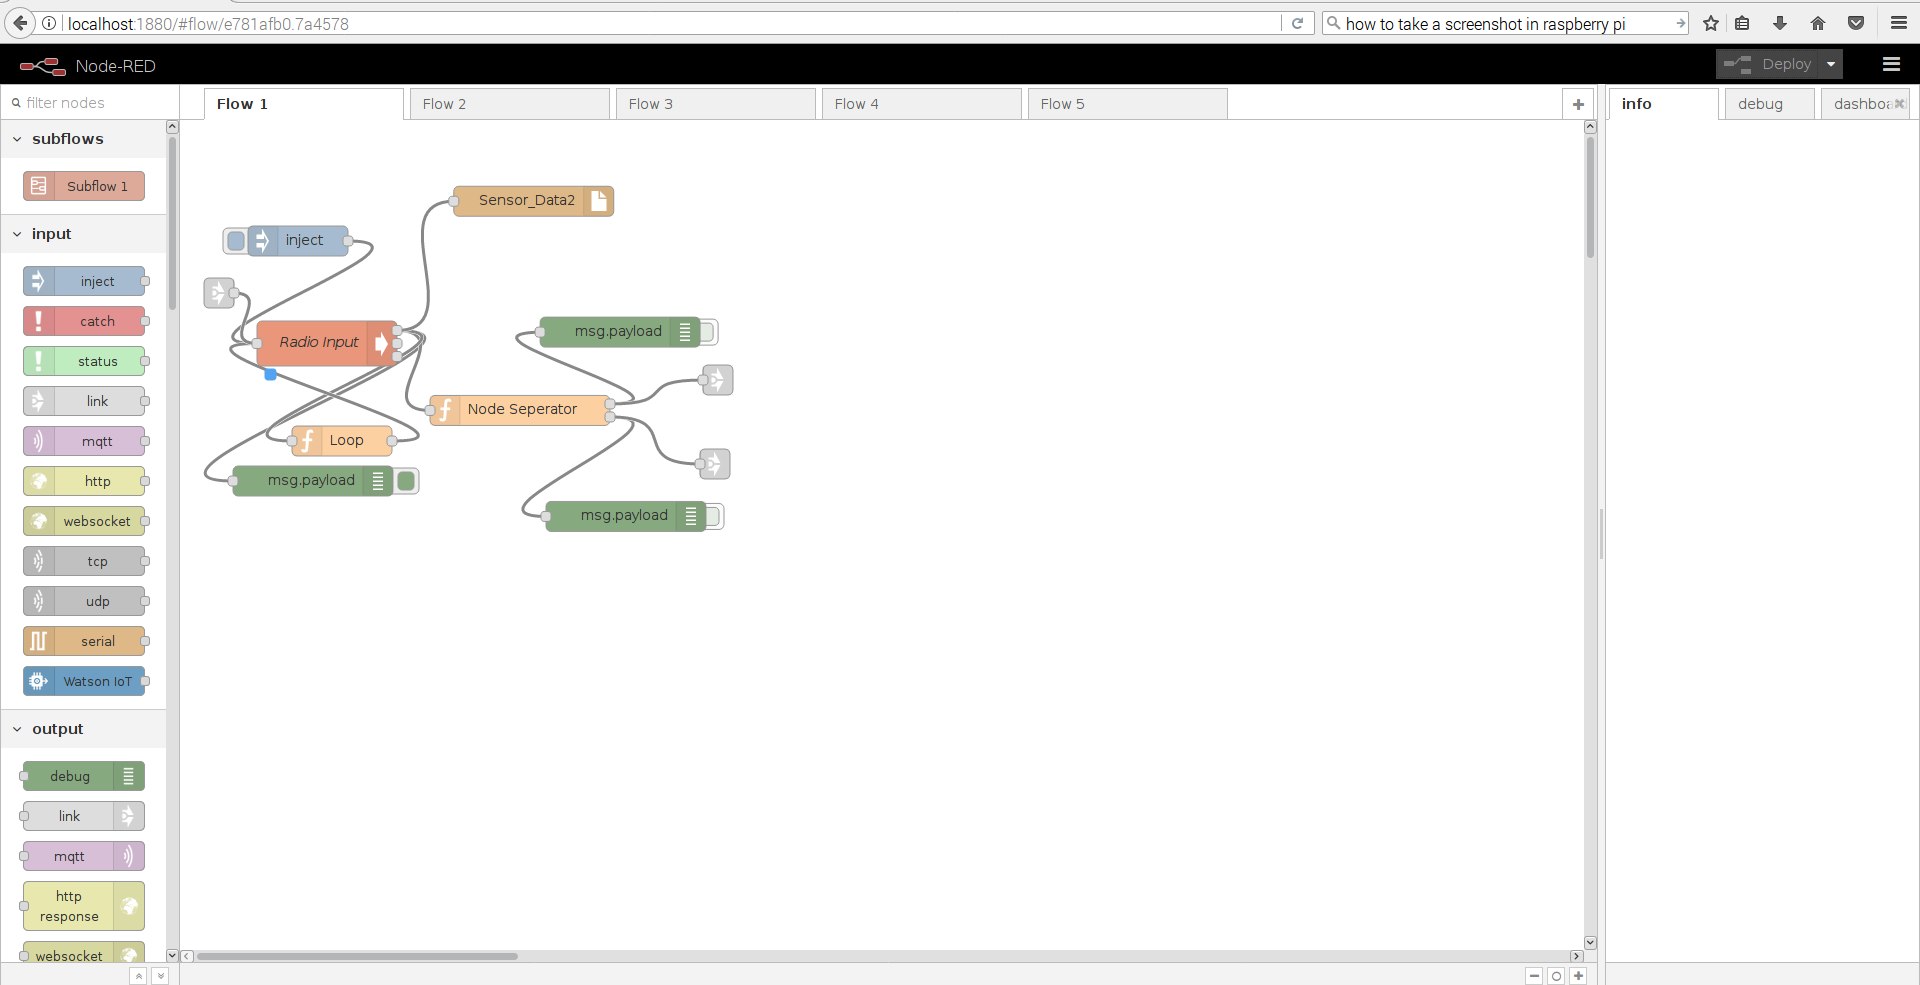 localhost:1880/#flow/e781afb0.7a4578
how to take a screenshot in raspberry pi
Node-RED
Deploy
filter nodes
Flow 1
Flow 2
Flow 3
Flow 4
Flow 5
info
debug
dashboa
subflows
Subflow 1
input
inject
catch
status
link
mqtt
http
websocket
tcp
udp
serial
Watson IoT
output
debug
link
mqtt
http
response
websocket
Sensor_Data2
inject
Radio Input
msg.payload
Node Seperator
Loop
msg.payload
msg.payload